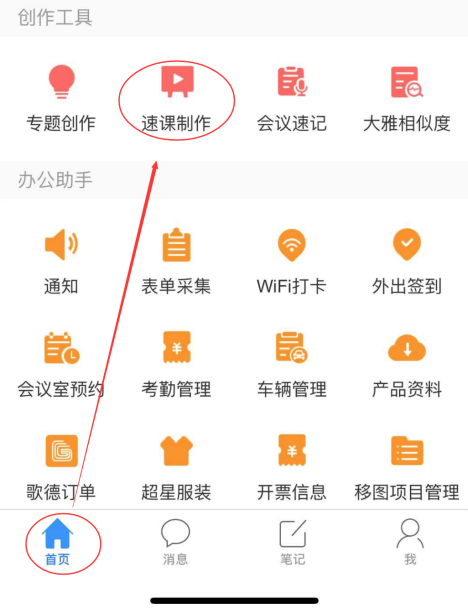 创作工具
专题创作 速课制作 会议速记 大雅相似度
办公助手
通知 表单采集 WiFi打卡 外出签到
会议室预约 考勤管理 车辆管理 产品资料
歌德订单 超星服装 开票信息 移图项目管理
首页 消息 笔记 我